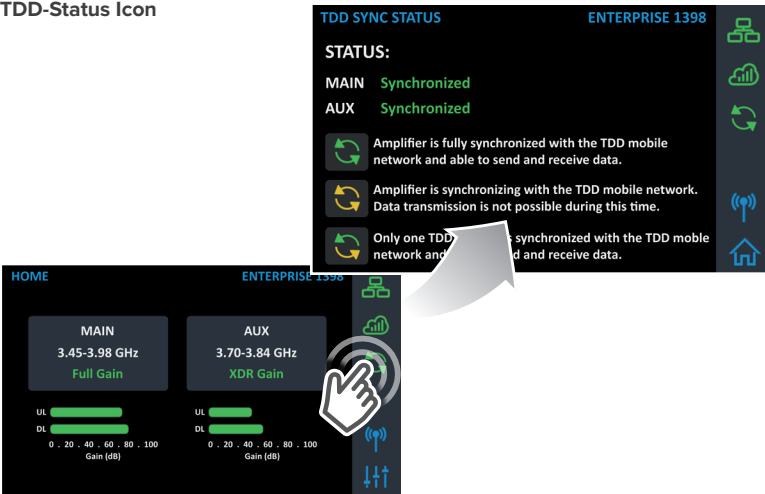 TDD-Status Icon
TDD SYNC STATUS ENTERPRISE 1398
STATUS:
MAIN Synchronized
AUX Synchronized
Amplifier is fully synchronized with the TDD mobile
network and able to send and receive data.
Amplifier is synchronizing with the TDD mobile network.
Data transmission is not possible during this time.
Only one TDD synchronized with the TDD moble
network and and receive data.
HOME ENTERPRISE 1398
MAIN
3.45-3.98 GHz
Full Gain
AUX
3.70-3.84 GHz
XDR Gain
UL
DL
0 . 20 . 40 . 60 . 80 . 100
Gain (dB)
UL
DL
0 . 20 . 40 . 60 . 80 . 100
Gain (dB)